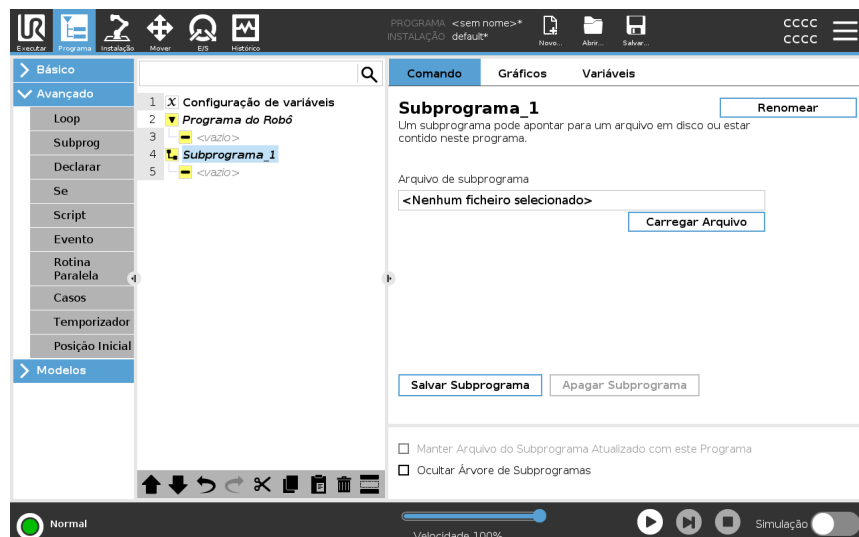 PROGRAMA <sem nome>*
INSTALAÇÃO default*
CCCC
CCCC
Executar Programa Instalação Mover E/S Histórico Novo... Abrir... Salvar...
Básico
Avançado
Loop
Subprog
Declarar
Se
Script
Evento
Rotina
Paralela
Casos
Temporizador
Posição Inicial
Modelos
1 X Configuração de variáveis
2 Programa do Robô
3 <vazio>
4 Subprograma_1
5 <vazio>
Comando Gráficos Variáveis
Subprograma_1
Renomear
Um subprograma pode apontar para um arquivo em disco ou estar
contido neste programa.
Arquivo de subprograma
<Nenhum ficheiro selecionado>
Carregar Arquivo
Salvar Subprograma Apagar Subprograma
Manter Arquivo do Subprograma Atualizado com este Programa
Ocultar Árvore de Subprogramas
Normal
Velocidade 100%
Simulação